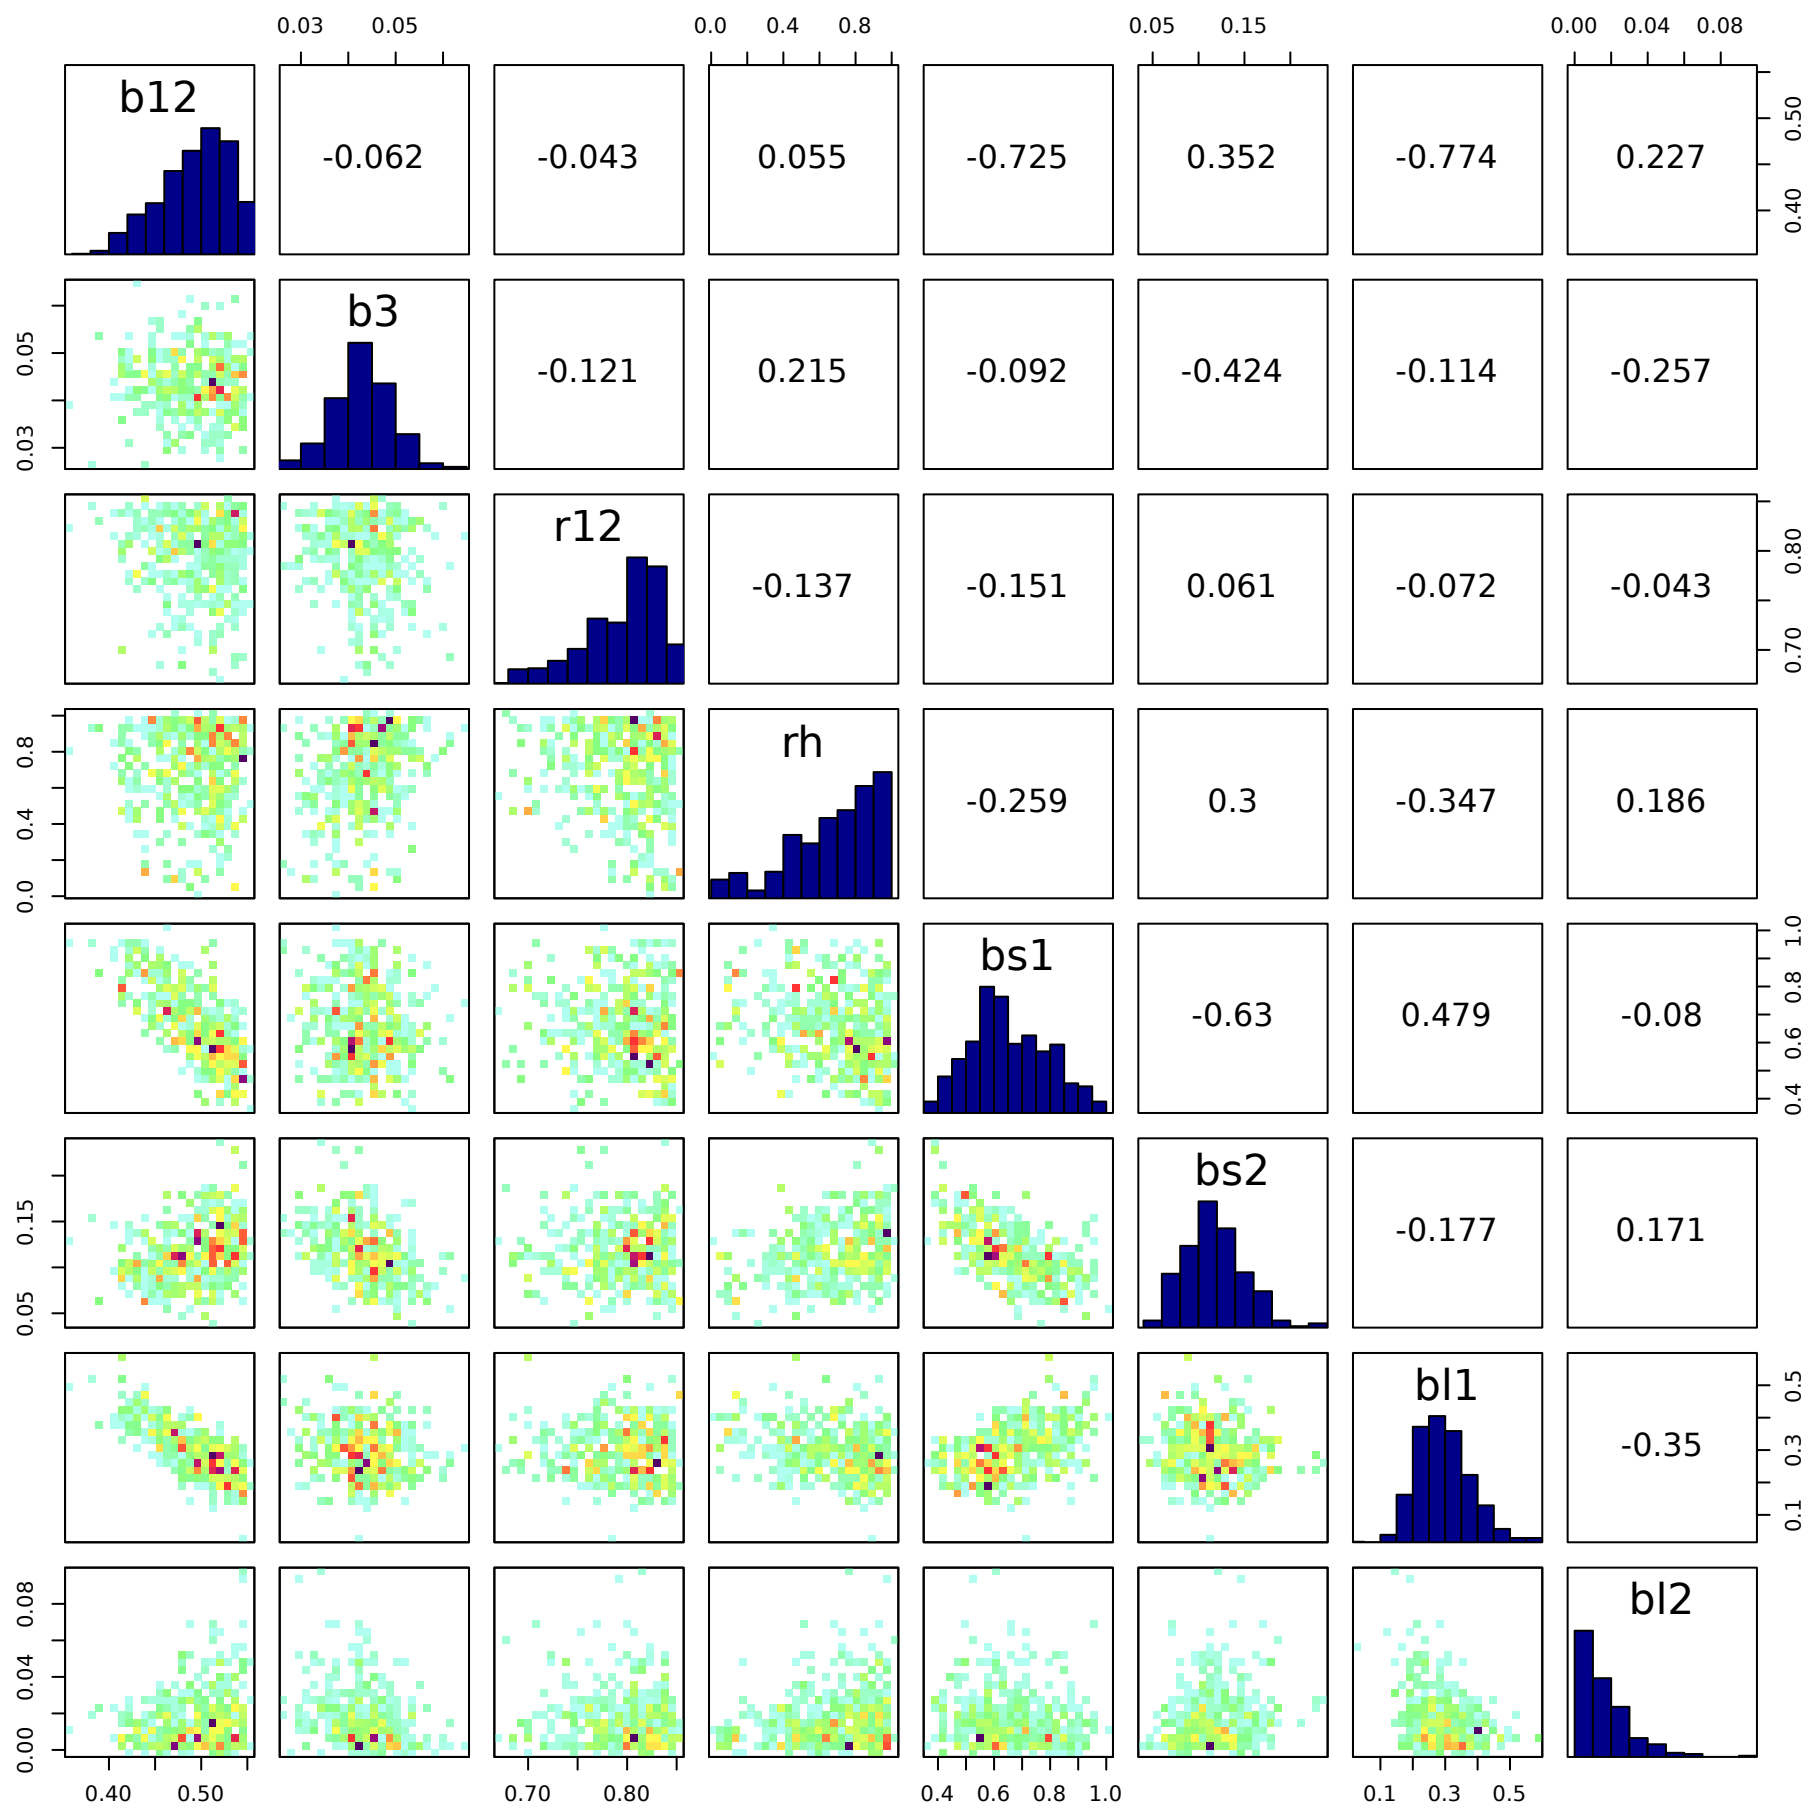 0.03 0.05 0.0 0.4 0.8 0.05 0.15 0.00 0.04 0.08
b12 -0.062 -0.043 0.055 -0.725 0.352 -0.774 0.227 0.40 0.50
0.03 0.05 b3 -0.121 0.215 -0.092 -0.424 -0.114 -0.257
r12 -0.137 -0.151 0.061 -0.072 -0.043 0.70 0.80
0.0 0.4 0.8 rh -0.259 0.3 -0.347 0.186
bs1 -0.63 0.479 -0.08 0.4 0.6 0.8 1.0
0.05 0.15 bs2 -0.177 0.171
bl1 -0.35 0.1 0.3 0.5
0.00 0.04 0.08 bl2
0.40 0.50 0.70 0.80 0.4 0.6 0.8 1.0 0.1 0.3 0.5